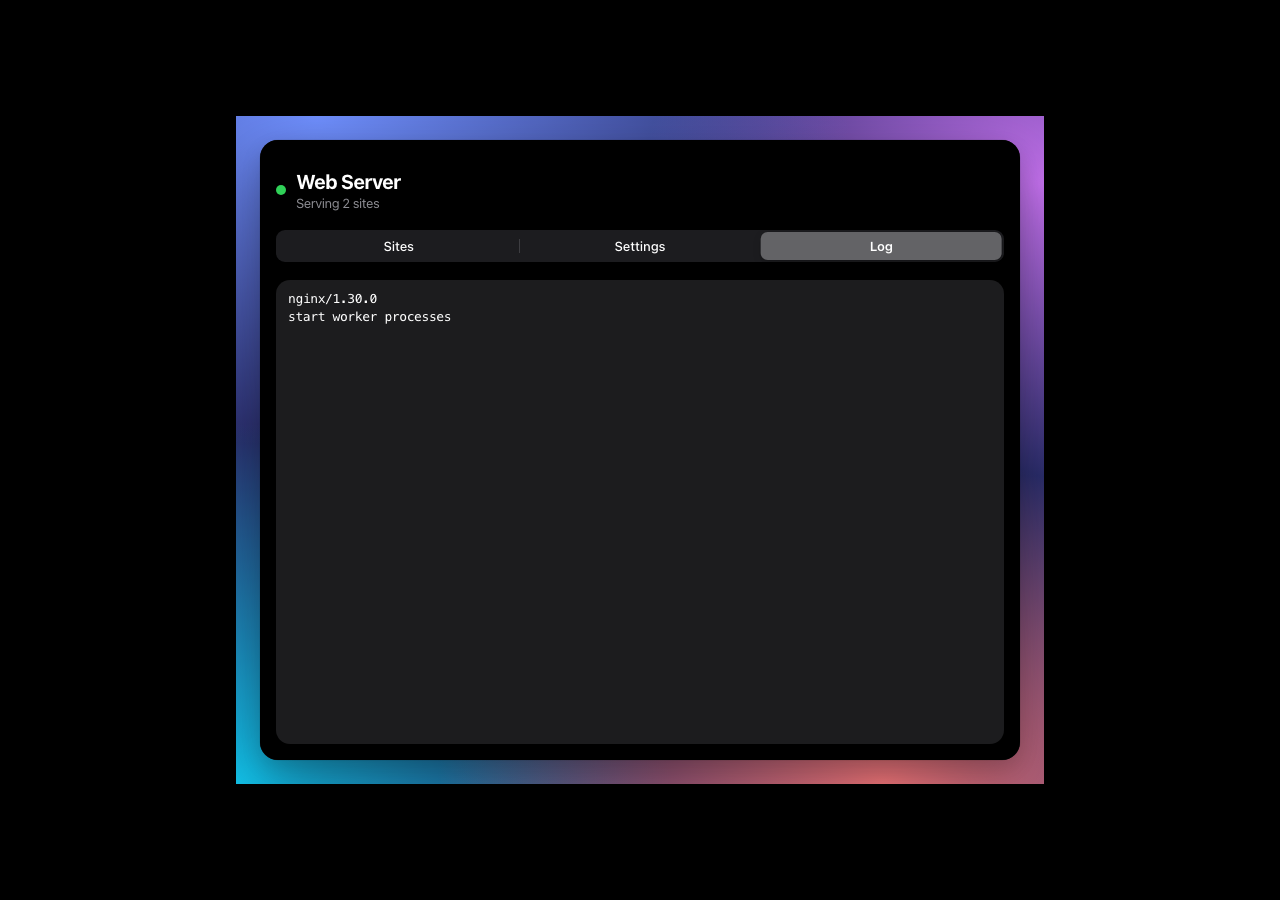 Web Server
Serving 2 sites
Sites
Settings
Log
nginx/1.30.0
start worker processes